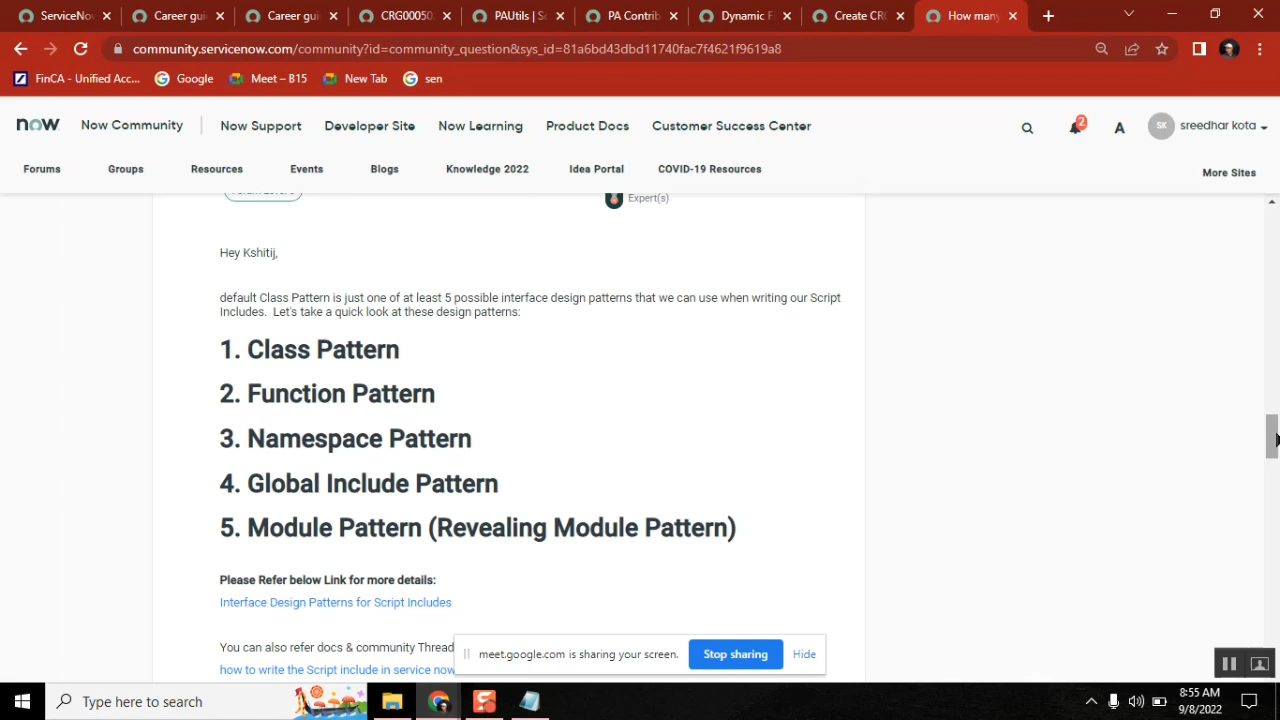 ServiceNo
Career gui
Career gui
CRG00050
PAUtils | S
PA Contrib
Dynamic F
Create CRG
How many
community.servicenow.com/community?id=community_question&sys_id=81a6bd43dbd11740fac7f4621f9619a8
FinCA - Unified Acc...
Google
Meet – B15
New Tab
sen
now
Now Community
Now Support
Developer Site
Now Learning
Product Docs
Customer Success Center
2
A
SK
sreedhar kota
Forums
Groups
Resources
Events
Blogs
Knowledge 2022
Idea Portal
COVID-19 Resources
More Sites
Expert(s)
Hey Kshitij,
default Class Pattern is just one of at least 5 possible interface design patterns that we can use when writing our Script
Includes. Let's take a quick look at these design patterns:
1. Class Pattern
2. Function Pattern
3. Namespace Pattern
4. Global Include Pattern
5. Module Pattern (Revealing Module Pattern)
Please Refer below Link for more details:
Interface Design Patterns for Script Includes
You can also refer docs & community Thread
how to write the Script include in service now
meet.google.com is sharing your screen.
Stop sharing
Hide
Type here to search
8:55 AM
9/8/2022